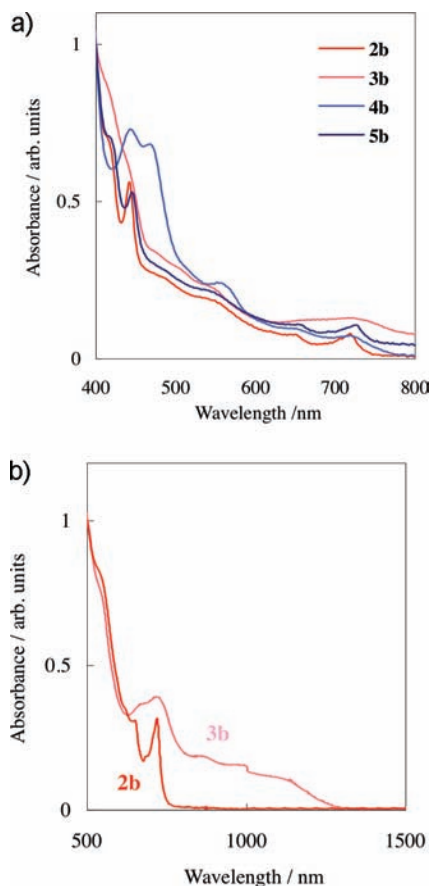 a)
1
0.5
0
Absorbance / arb. units
2b
3b
4b
5b
400 500 600 700 800
Wavelength /nm
b)
1
0.5
0
Absorbance / arb. units
3b
2b
500 1000 1500
Wavelength / nm